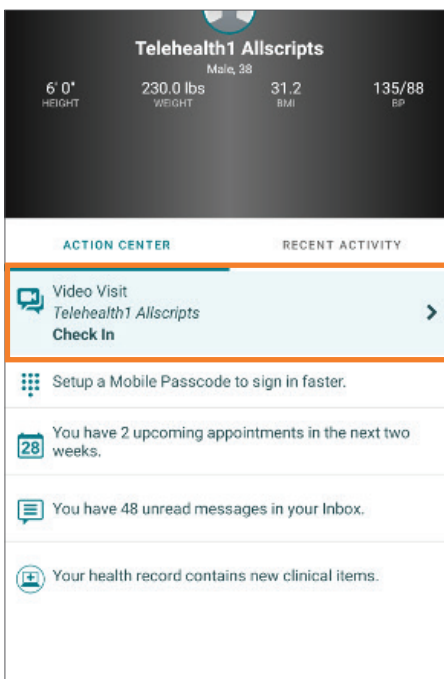 Telehealth1 Allscripts
Male, 38
6' 0" 230.0 lbs 31.2 135/88
HEIGHT WEIGHT BMI BP
ACTION CENTER RECENT ACTIVITY
Video Visit
Telehealth1 Allscripts
Check In
Setup a Mobile Passcode to sign in faster.
28
You have 2 upcoming appointments in the next two
weeks.
You have 48 unread messages in your Inbox.
Your health record contains new clinical items.